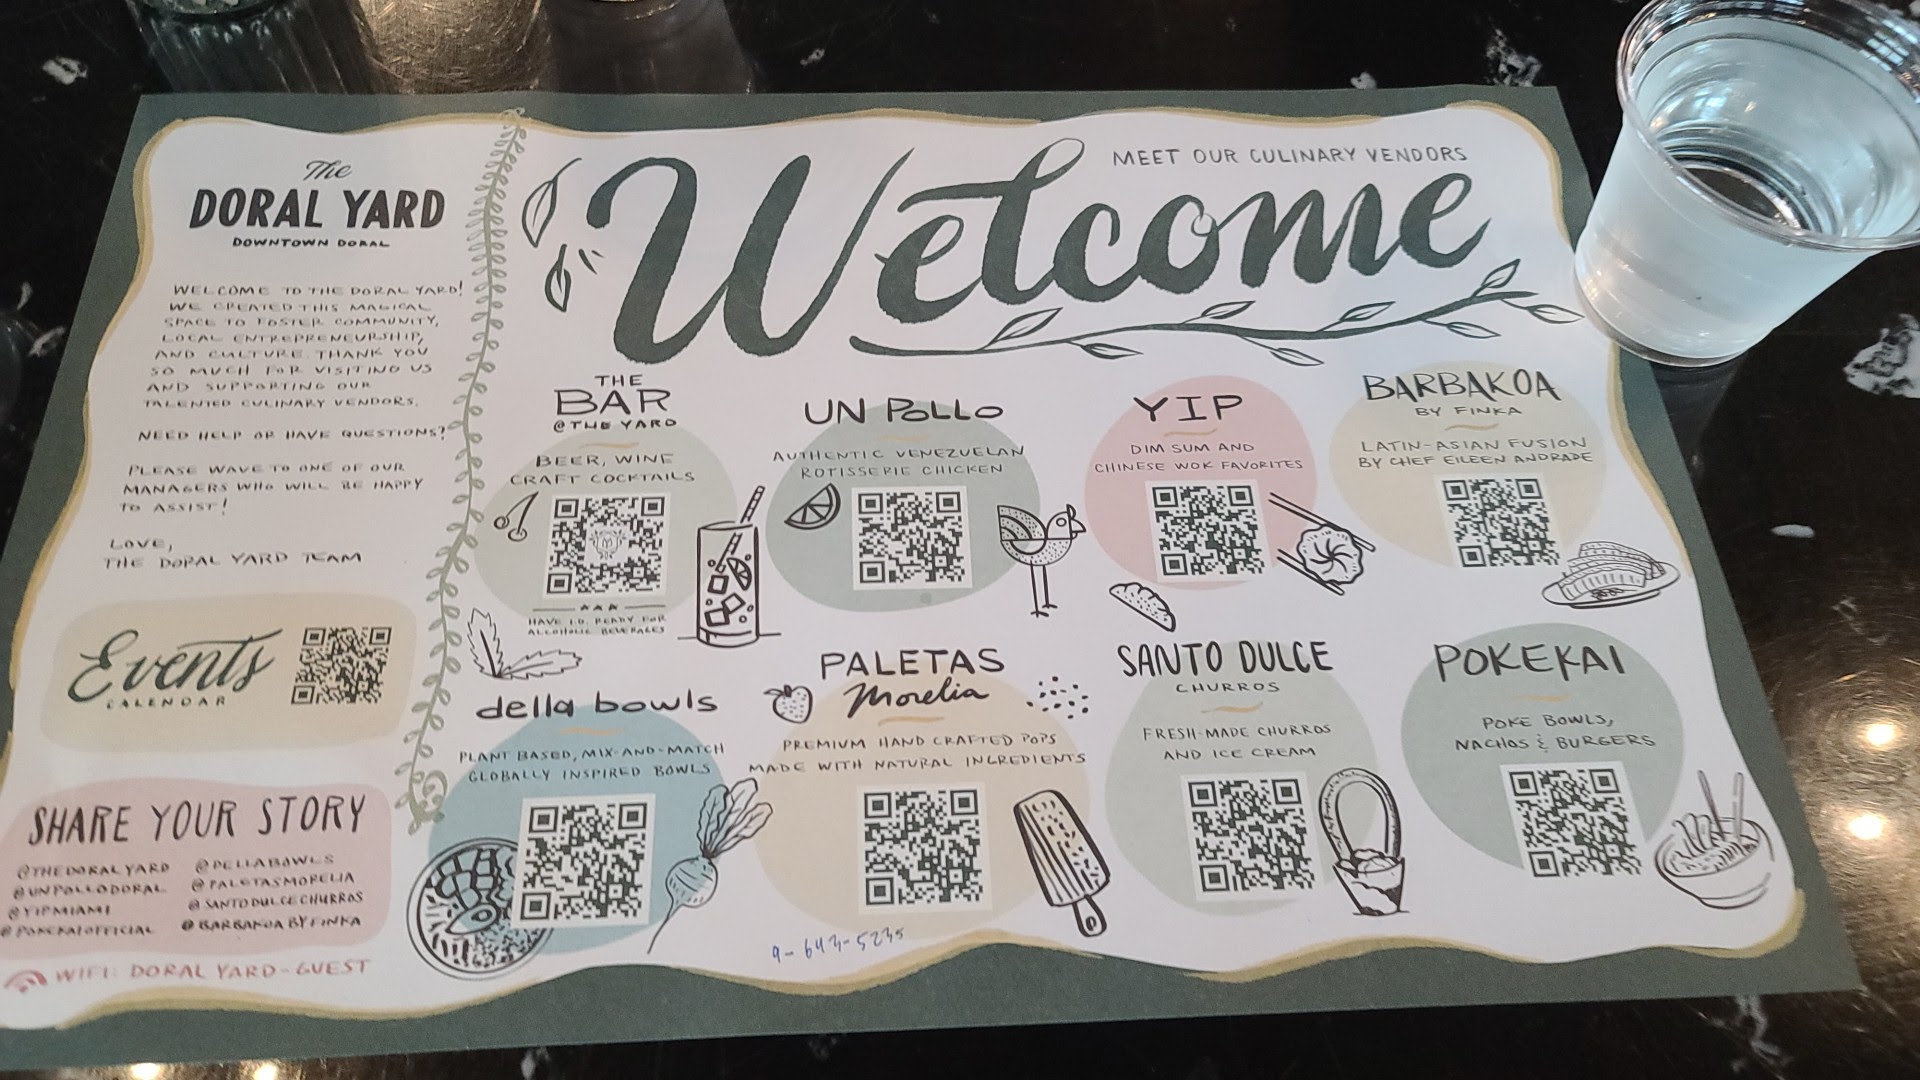 The
DORAL YARD
DOWNTOWN DORAL
WELCOME TO THE DORAL YARD!
WE CREATED THIS MAGICAL
SPACE TO FOSTER COMMUNITY,
LOCAL ENTREPRENEURSHIP,
AND CULTURE. THANK YOU
SO MUCH FOR VISITING US
AND SUPPORTING OUR
TALENTED CULINARY VENDORS.
NEED HELP OR HAVE QUESTIONS?
PLEASE WAVE TO ONE OF OUR
MANAGERS WHO WILL BE HAPPY
TO ASSIST!
LOVE,
THE DORAL YARD TEAM
Events
CALENDAR
SHARE YOUR STORY
@THEDORALYARD
@UNPOLLODORAL
@YIPMIAMI
@POKEKAIOFFICIAL
@DELLABOWLS
@PALETASMORELIA
@SANTODULCECHURROS
@BARBAKOABYFINKA
WIFI: DORAL YARD-GUEST
MEET OUR CULINARY VENDORS
Welcome
THE
BAR
@THE YARD
BEER, WINE
CRAFT COCKTAILS
HAVE I.D. READY FOR
ALCOHOLIC BEVERAGES
UN POLLO
AUTHENTIC VENEZUELAN
ROTISSERIE CHICKEN
YIP
DIM SUM AND
CHINESE WOK FAVORITES
BARBAKOA
BY FINKA
LATIN-ASIAN FUSION
BY CHEF EILEEN ANDRADE
della bowls
PLANT BASED, MIX-AND-MATCH
GLOBALLY INSPIRED BOWLS
PALETAS
Morelia
PREMIUM HAND CRAFTED POPS
MADE WITH NATURAL INGREDIENTS
SANTO DULCE
CHURROS
FRESH-MADE CHURROS
AND ICE CREAM
POKEKAI
POKE BOWLS,
NACHOS & BURGERS
9-643-5235